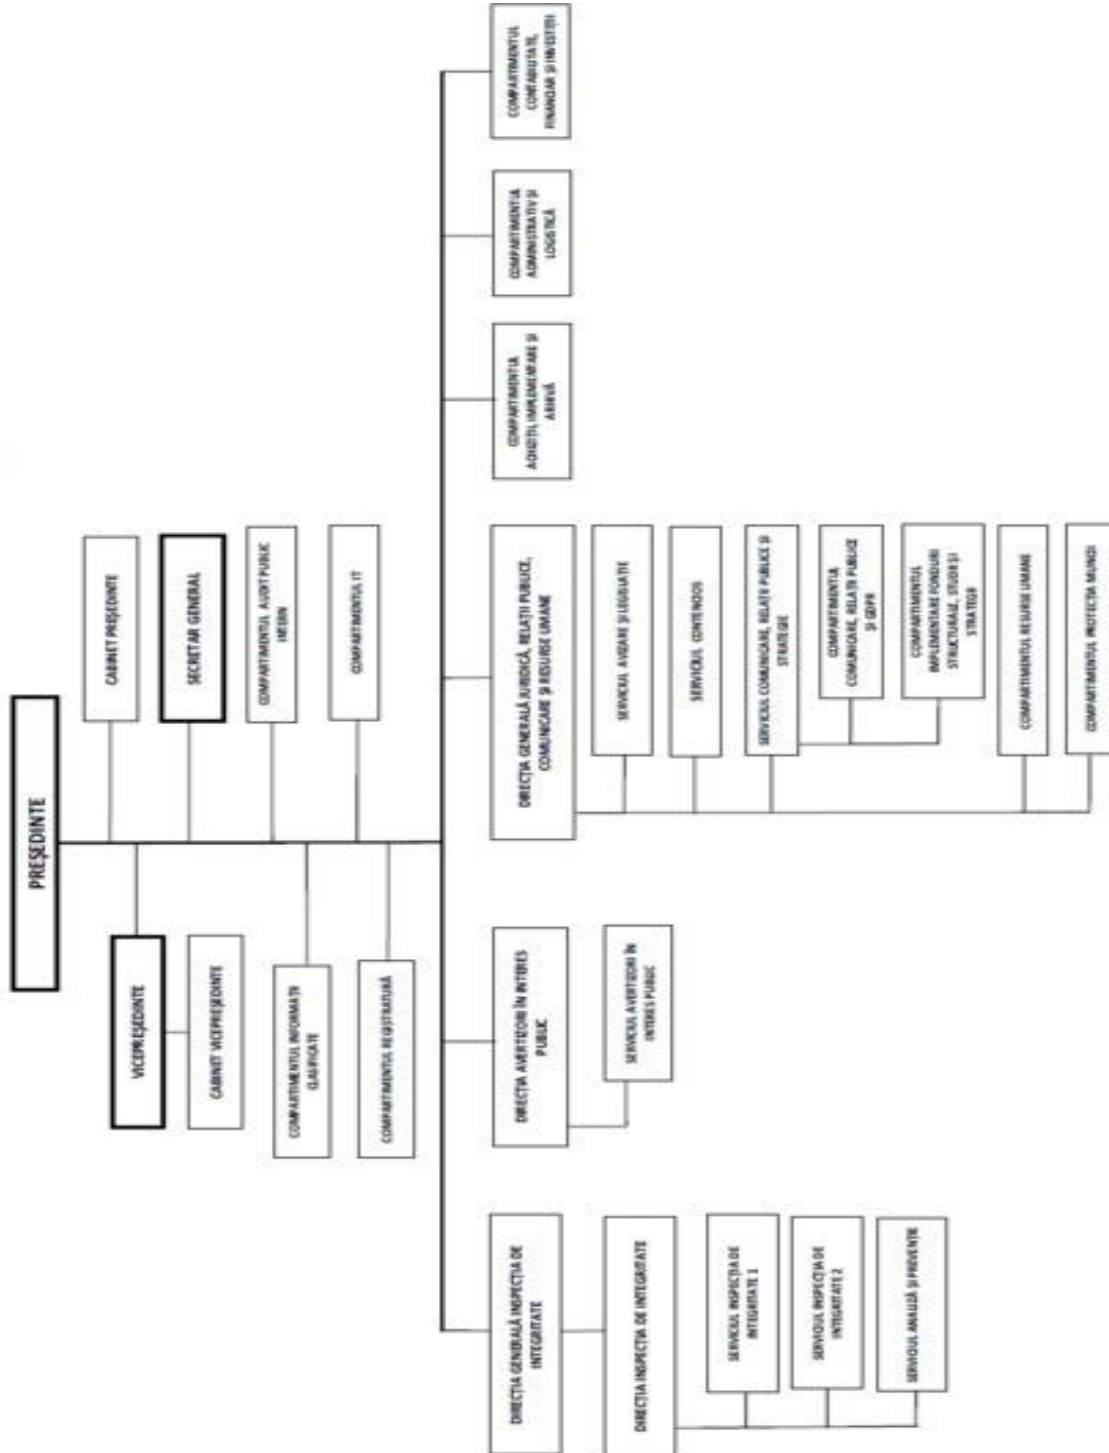 PREȘEDINTE
VICEPREȘEDINTE
CABINET VICEPREȘEDINTE
COMPARTIMENTUL INFORMAȚII
CLASIFICATE
COMPARTIMENTUL REGISTRATURĂ
CABINET PREȘEDINTE
SECRETAR GENERAL
COMPARTIMENTUL AUDIT PUBLIC
INTERN
COMPARTIMENTUL IT
DIRECȚIA GENERALĂ INSPECȚIA DE
INTEGRITATE
DIRECȚIA INSPECȚIA DE INTEGRITATE
SERVICIUL INSPECȚIA DE
INTEGRITATE 1
SERVICIUL INSPECȚIA DE
INTEGRITATE 2
SERVICIUL ANALIZĂ ȘI PREVENȚIE
DIRECȚIA AVERTIZORI ÎN INTERES
PUBLIC
SERVICIUL AVERTIZORI ÎN
INTERES PUBLIC
DIRECȚIA GENERALĂ JURIDICĂ, RELAȚII PUBLICE,
COMUNICARE ȘI RESURSE UMANE
SERVICIUL AVIZARE ȘI LEGISLAȚIE
SERVICIUL CONTENCIOS
SERVICIUL COMUNICARE, RELAȚII PUBLICE ȘI
STRATEGIE
COMPARTIMENTUL
COMUNICARE, RELAȚII PUBLICE
ȘI GDPR
COMPARTIMENTUL
IMPLEMENTARE FONDURI
STRUCTURALE, STUDII ȘI
STRATEGII
COMPARTIMENTUL RESURSE UMANE
COMPARTIMENTUL PROTECȚIA MUNCII
COMPARTIMENTUL
ACHIZIȚII, IMPLEMENTARE ȘI
ARHIVĂ
COMPARTIMENTUL
ADMINISTRATIV ȘI
LOGISTICĂ
COMPARTIMENTUL
CONTABILITATE,
FINANCIAR ȘI INVESTIȚII